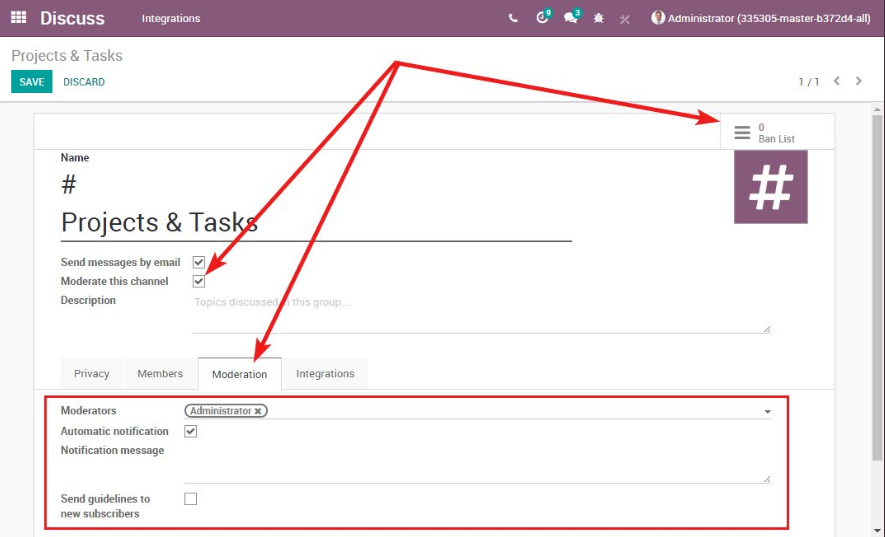 Discuss Integrations 9 3 Administrator (335305-master-b372d4-all)
Projects & Tasks
SAVE DISCARD 1 / 1
0
Ban List
Name
#
#
Projects & Tasks
Send messages by email
Moderate this channel
Description Topics discussed in this group...
Privacy Members Moderation Integrations
Moderators Administrator ×
Automatic notification
Notification message
Send guidelines to
new subscribers